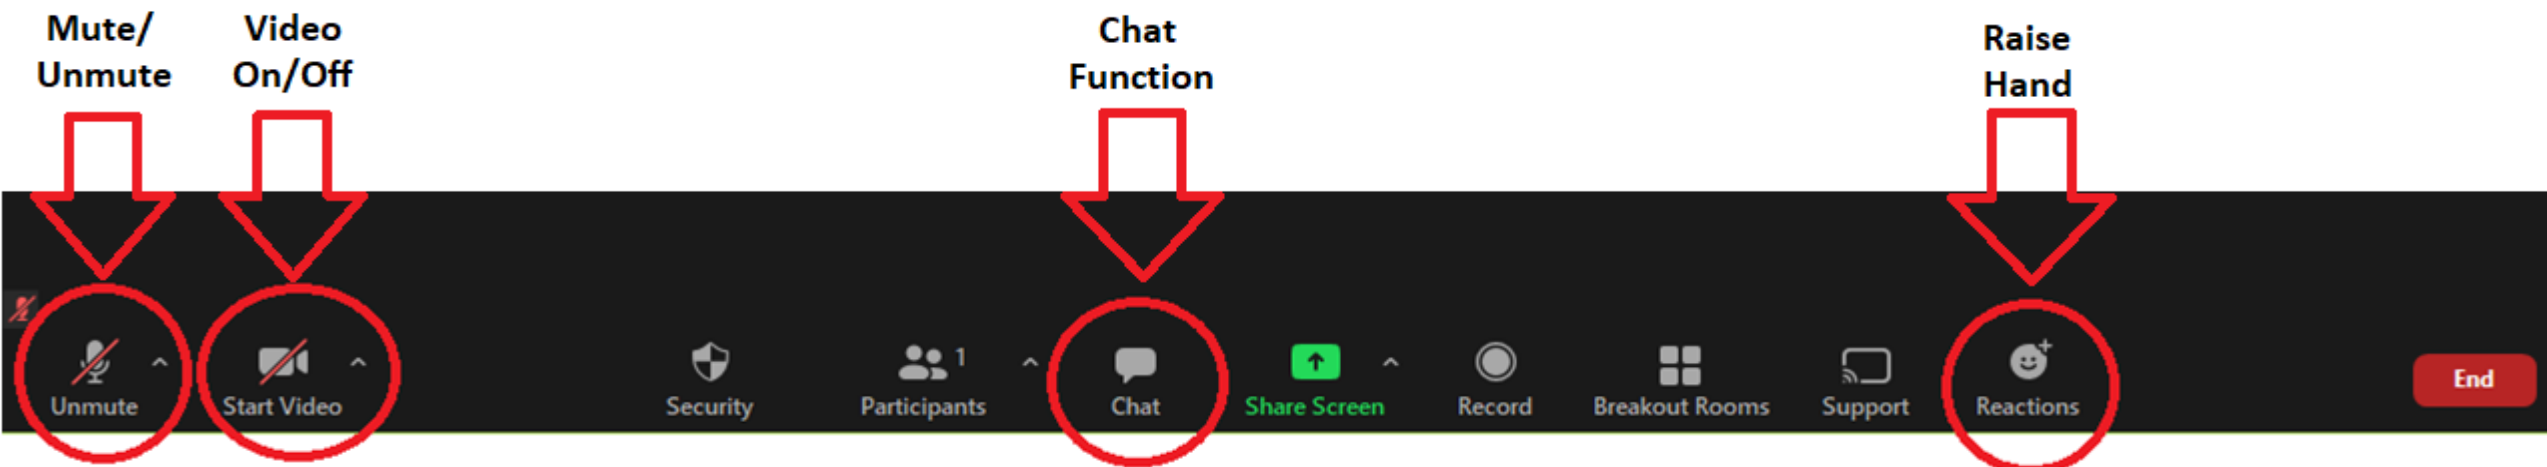 Mute/
Unmute
Video
On/Off
Chat
Function
Raise
Hand
Unmute
Start Video
Security
Participants
1
Chat
Share Screen
Record
Breakout Rooms
Support
Reactions
End